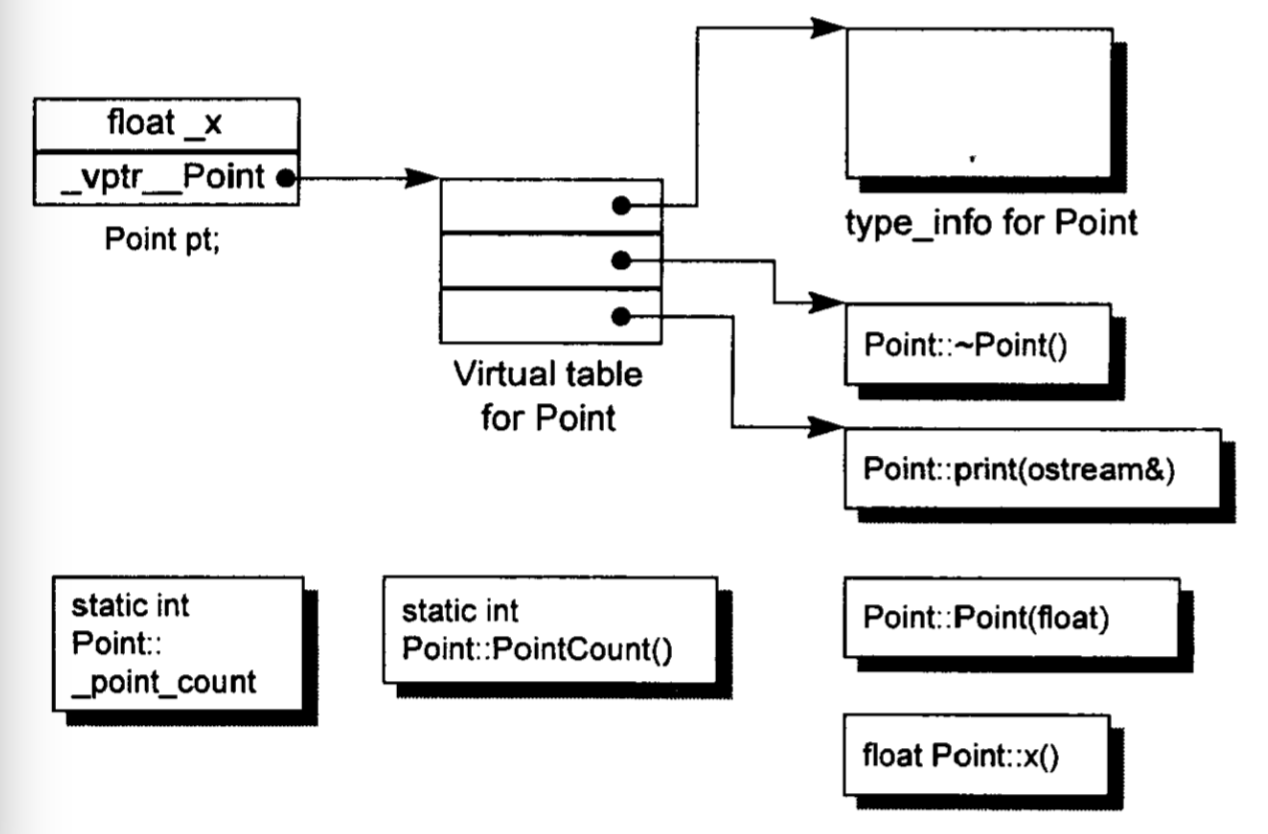 float _x
_vptr__Point
Point pt;
Virtual table
for Point
type_info for Point
Point::~Point()
Point::print(ostream&)
static int
Point::
_point_count
static int
Point::PointCount()
Point::Point(float)
float Point::x()